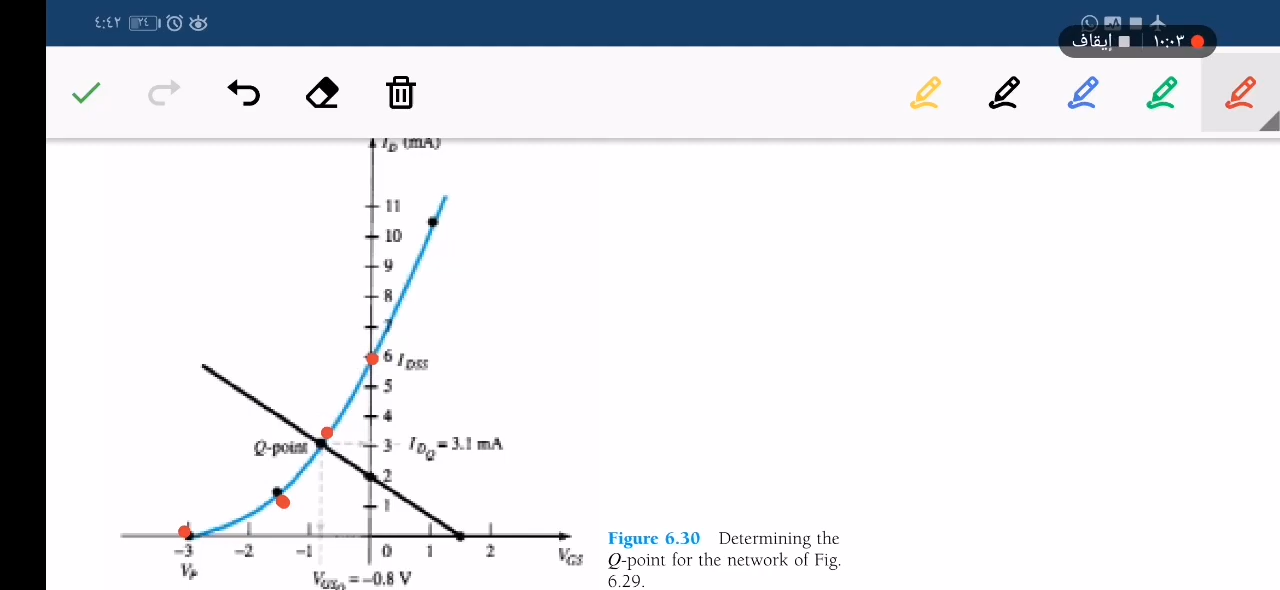 ٤:٤٢ ٢٤
إيقاف ١٠:٠٣
I_D (mA)
11
10
9
8
7
6 I_DSS
5
4
Q-point 3 I_DQ = 3.1 mA
2
1
-3 -2 -1 0 1 2 V_GS
V_P
V_GSQ = -0.8 V
Figure 6.30 Determining the
Q-point for the network of Fig.
6.29.